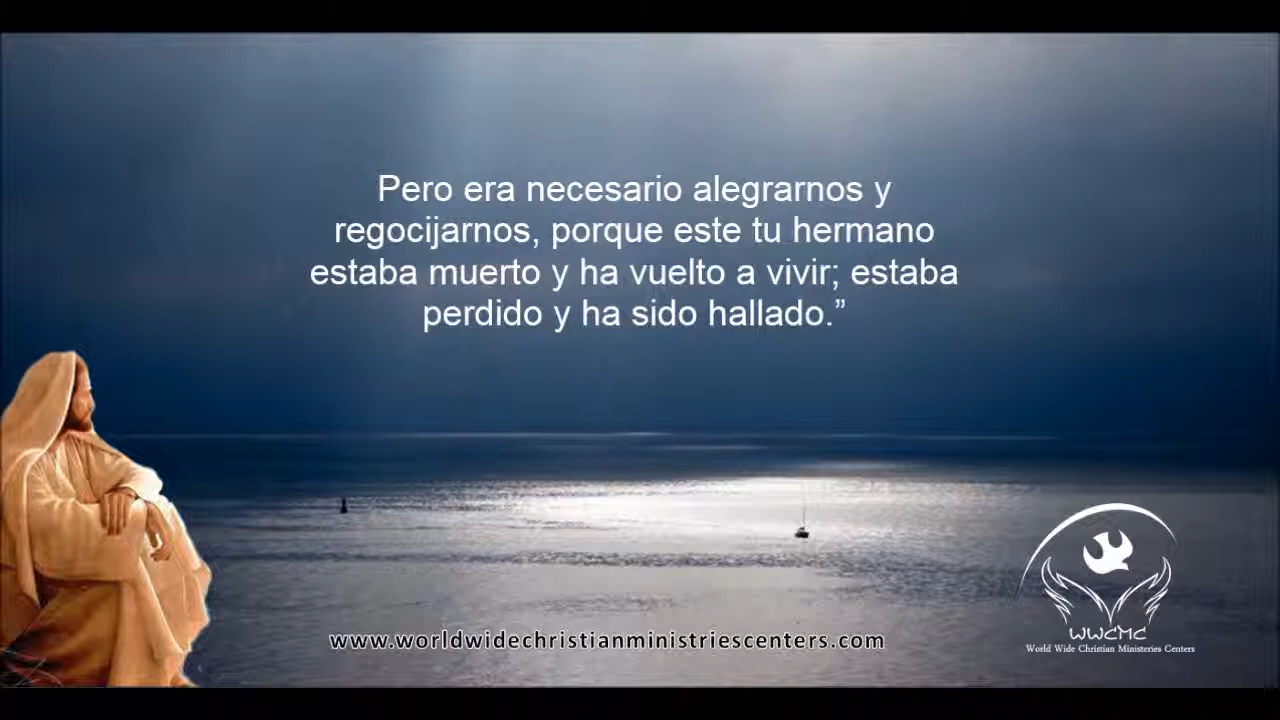 Pero era necesario alegrarnos y
regocijarnos, porque este tu hermano
estaba muerto y ha vuelto a vivir; estaba
perdido y ha sido hallado.”
www.worldwidechristianministriescenters.com
WWCMC
World Wide Christian Ministeries Centers